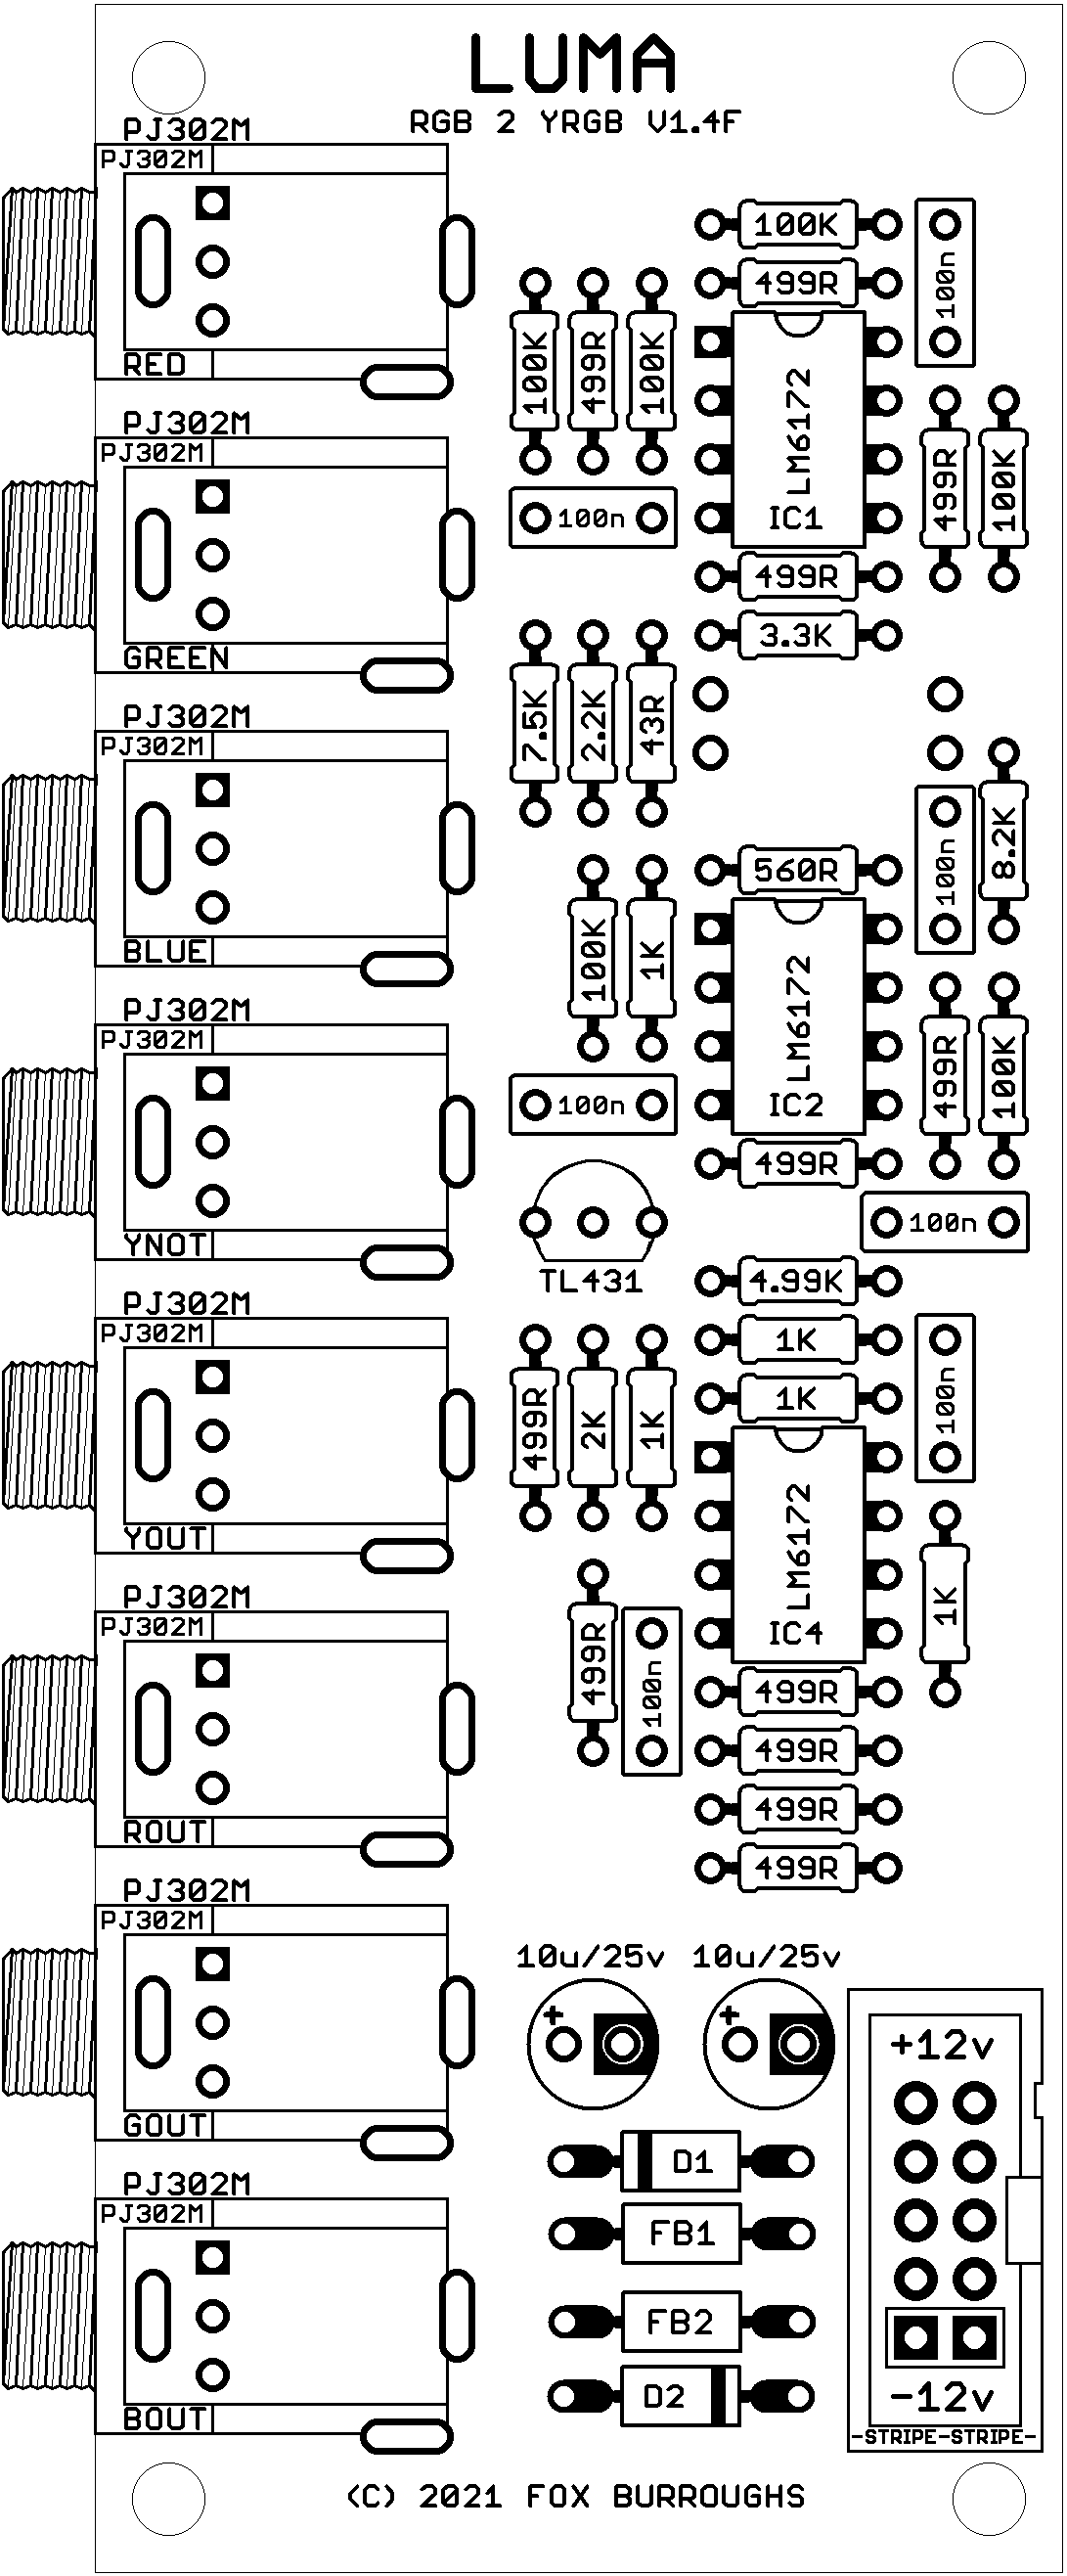 LUMA
RGB 2 YRGB V1.4F
PJ302M
PJ302M
RED
PJ302M
PJ302M
GREEN
PJ302M
PJ302M
BLUE
PJ302M
PJ302M
YNOT
PJ302M
PJ302M
YOUT
PJ302M
PJ302M
ROUT
PJ302M
PJ302M
GOUT
PJ302M
PJ302M
BOUT
100K
499R
100n
100K
499R
100K
LM6172
IC1
499R
100K
100n
499R
3.3K
7.5K
2.2K
43R
8.2K
100n
560R
100K
1K
LM6172
IC2
499R
100K
100n
499R
100n
TL431
4.99K
1K
1K
100n
499R
2K
1K
LM6172
IC4
1K
499R
100n
499R
499R
499R
499R
10u/25v
10u/25v
+
+
D1
FB1
FB2
D2
+12v
-12v
-STRIPE-STRIPE-
(C) 2021 FOX BURROUGHS